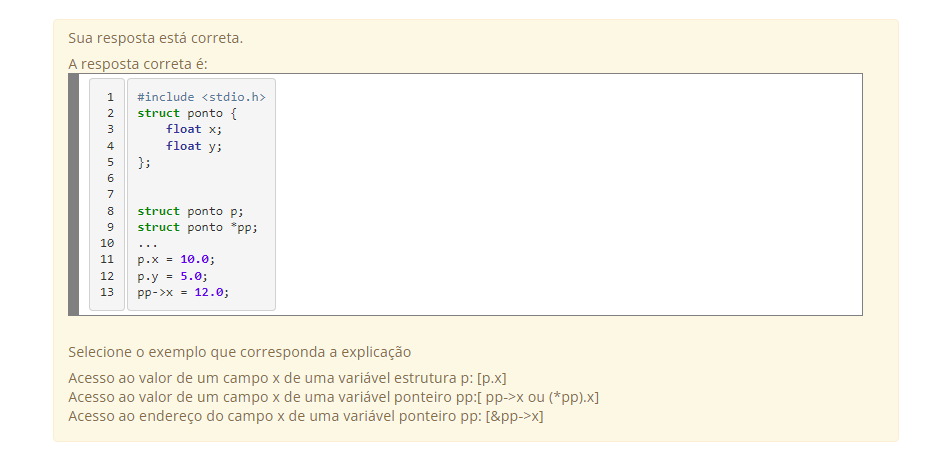 Sua resposta está correta.
A resposta correta é:
1 #include <stdio.h>
2 struct ponto {
3     float x;
4     float y;
5 };
6
7
8 struct ponto p;
9 struct ponto *pp;
10 ...
11 p.x = 10.0;
12 p.y = 5.0;
13 pp->x = 12.0;
Selecione o exemplo que corresponda a explicação
Acesso ao valor de um campo x de uma variável estrutura p: [p.x]
Acesso ao valor de um campo x de uma variável ponteiro pp:[ pp->x ou (*pp).x]
Acesso ao endereço do campo x de uma variável ponteiro pp: [&pp->x]